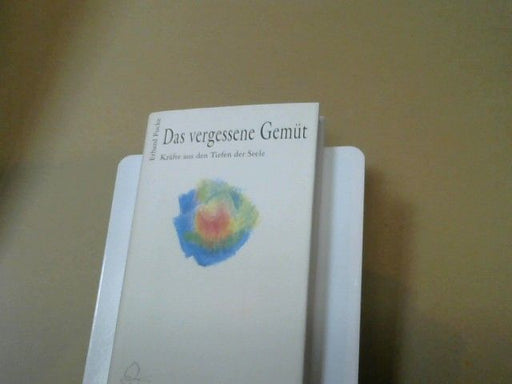 Erhard Fucke
Das vergessene Gemüt
Kräfte aus den Tiefen der Seele